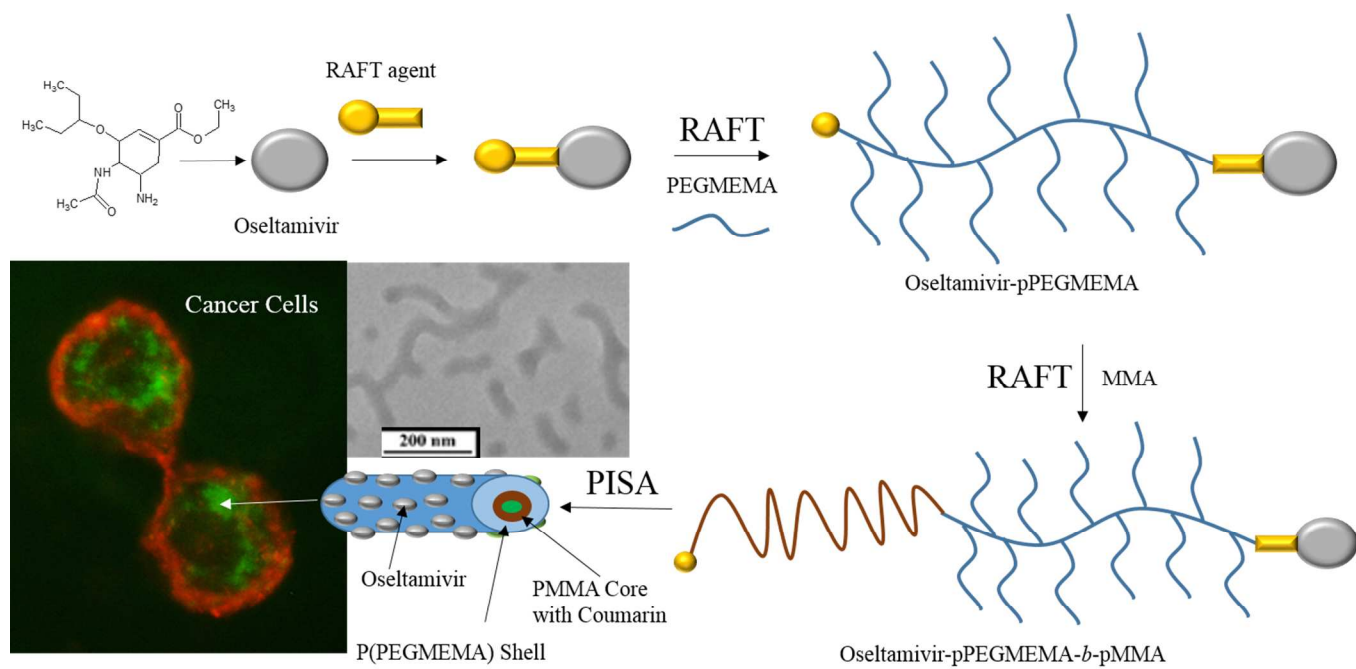 RAFT agent
H₃C
CH₃
O
O
O
H₃C
NH
H₃C
O
NH₂
Oseltamivir
RAFT
PEGMEMA
Oseltamivir-pPEGMEMA
RAFT
MMA
Cancer Cells
200 nm
PISA
Oseltamivir
PMMA Core
with Coumarin
P(PEGMEMA) Shell
Oseltamivir-pPEGMEMA-b-pMMA